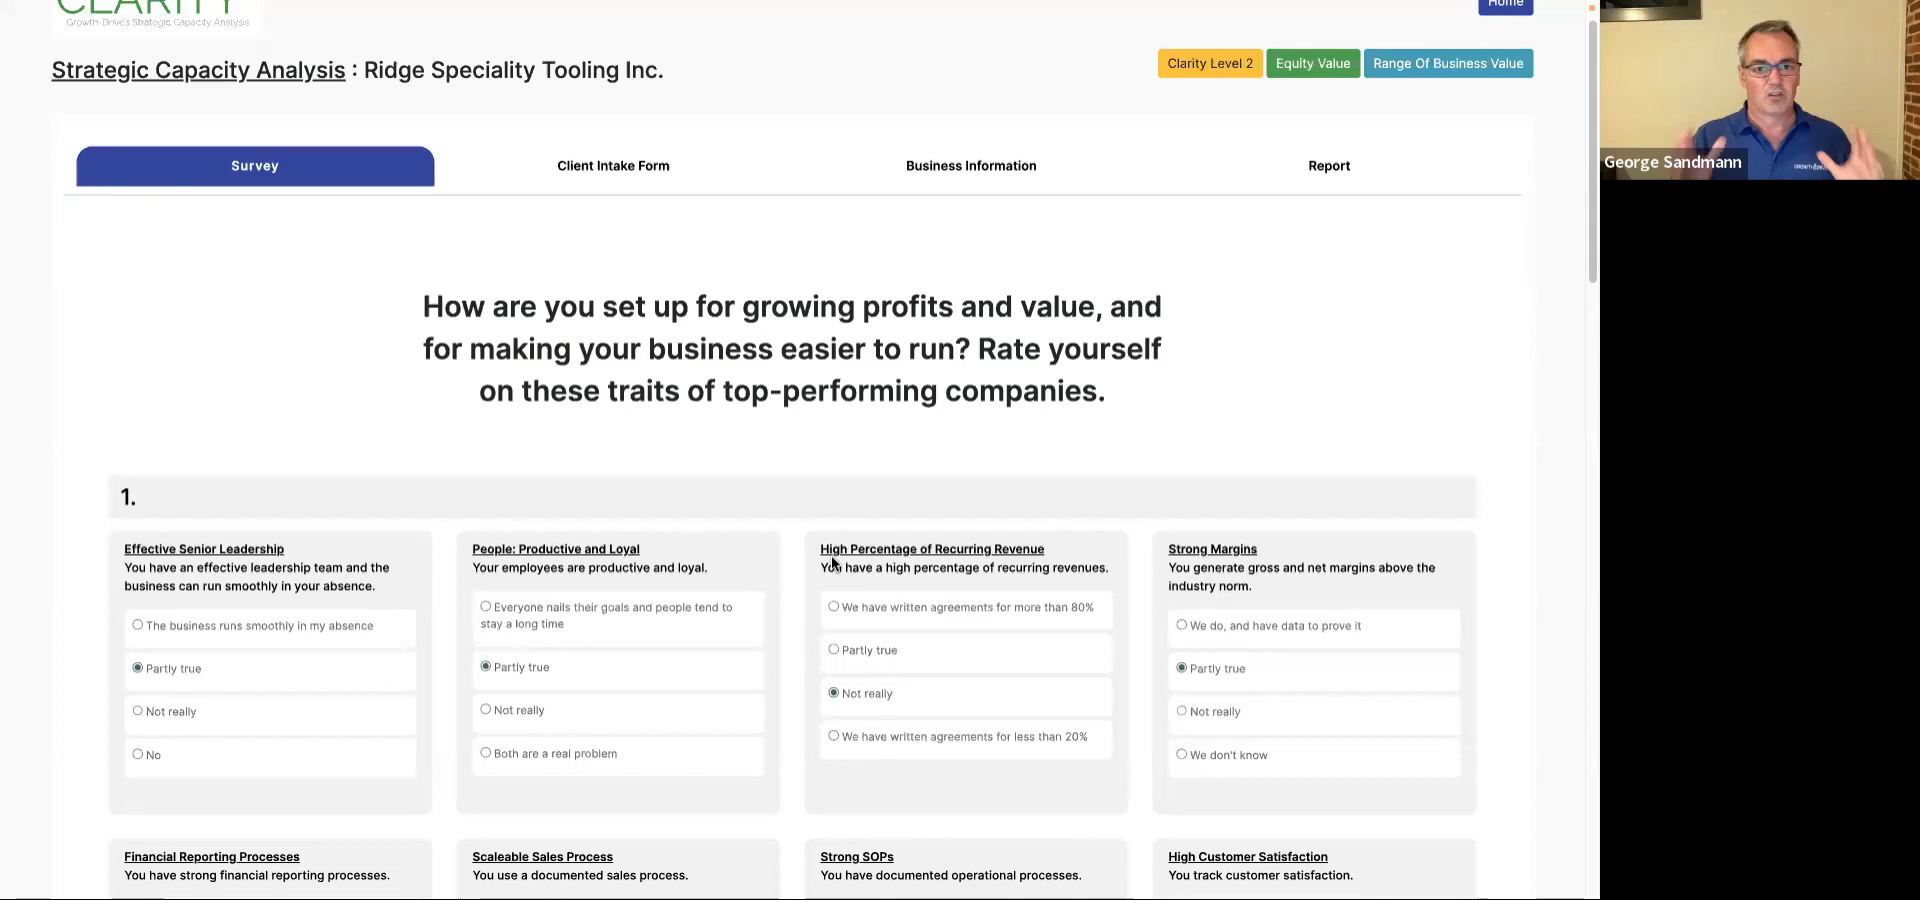 CLARITY
Growth-Drive's Strategic Capacity Analysis
Home
Strategic Capacity Analysis : Ridge Speciality Tooling Inc.
Clarity Level 2
Equity Value
Range Of Business Value
George Sandmann
Survey
Client Intake Form
Business Information
Report
How are you set up for growing profits and value, and
for making your business easier to run? Rate yourself
on these traits of top-performing companies.
1.
Effective Senior Leadership
You have an effective leadership team and the
business can run smoothly in your absence.
The business runs smoothly in my absence
Partly true
Not really
No
People: Productive and Loyal
Your employees are productive and loyal.
Everyone nails their goals and people tend to
stay a long time
Partly true
Not really
Both are a real problem
High Percentage of Recurring Revenue
You have a high percentage of recurring revenues.
We have written agreements for more than 80%
Partly true
Not really
We have written agreements for less than 20%
Strong Margins
You generate gross and net margins above the
industry norm.
We do, and have data to prove it
Partly true
Not really
We don't know
Financial Reporting Processes
You have strong financial reporting processes.
Scaleable Sales Process
You use a documented sales process.
Strong SOPs
You have documented operational processes.
High Customer Satisfaction
You track customer satisfaction.